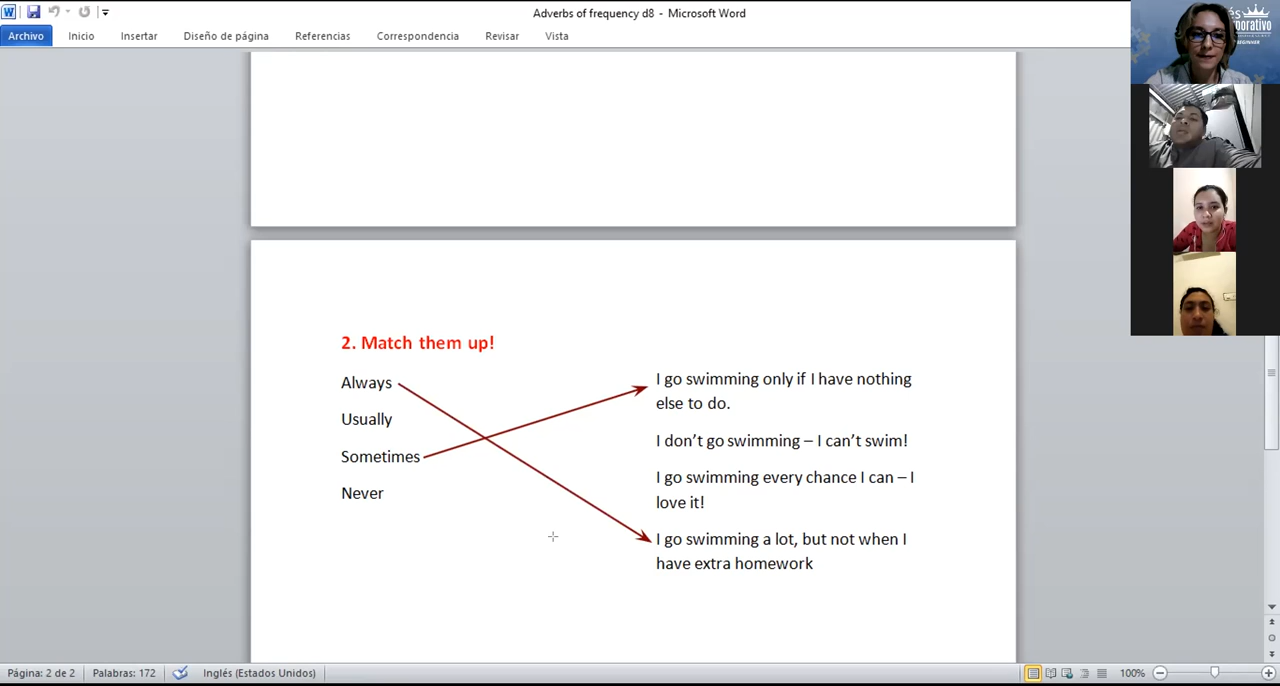 Adverbs of frequency d8 - Microsoft Word
Archivo Inicio Insertar Diseño de página Referencias Correspondencia Revisar Vista
2. Match them up!
Always
Usually
Sometimes
Never
I go swimming only if I have nothing
else to do.
I don't go swimming – I can't swim!
I go swimming every chance I can – I
love it!
I go swimming a lot, but not when I
have extra homework
Página: 2 de 2 Palabras: 172 Inglés (Estados Unidos) 100%
BEGINNER